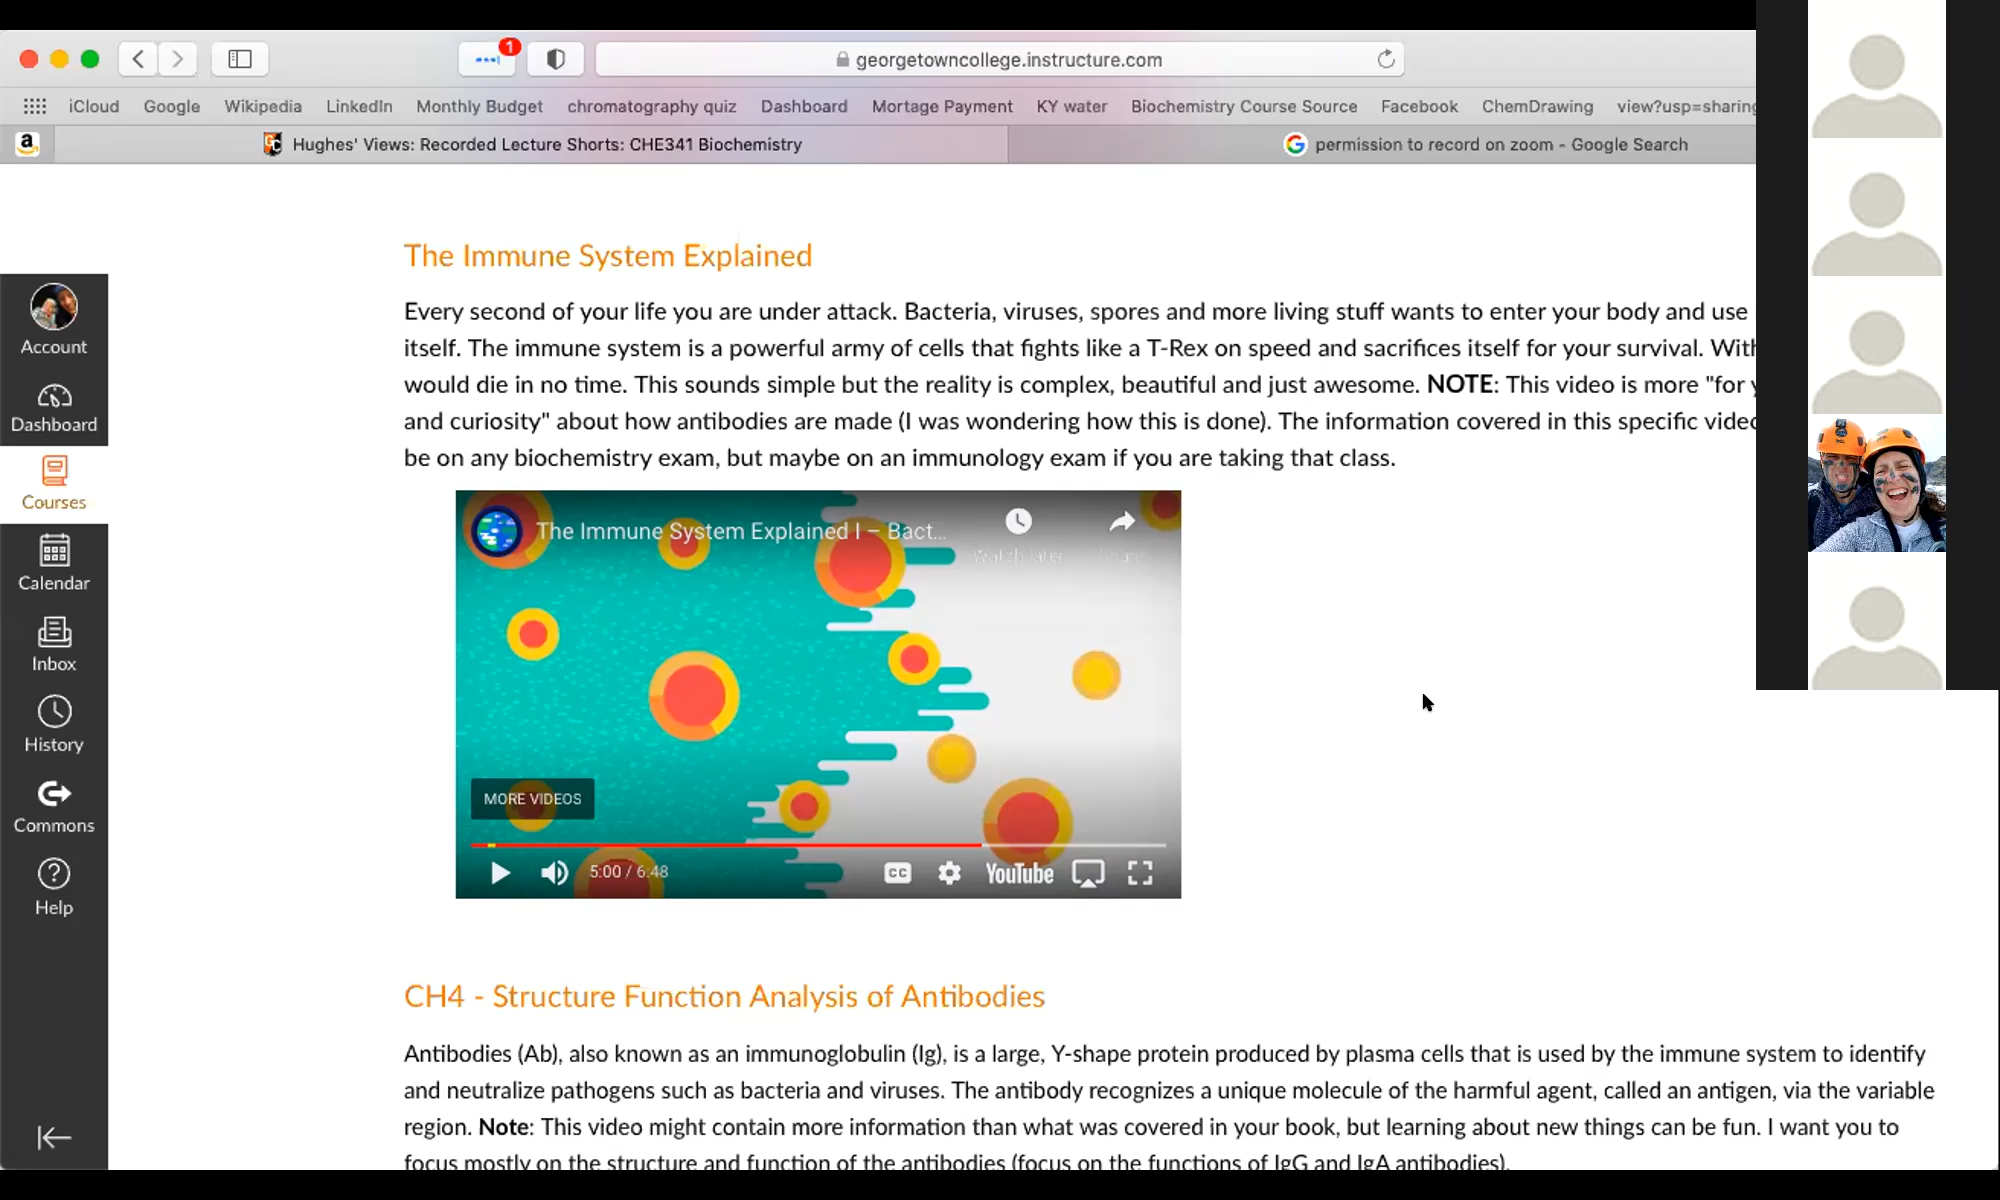 1
georgetowncollege.instructure.com
iCloud Google Wikipedia LinkedIn Monthly Budget chromatography quiz Dashboard Mortage Payment KY water Biochemistry Course Source Facebook ChemDrawing view?usp=sharing
a Hughes' Views: Recorded Lecture Shorts: CHE341 Biochemistry permission to record on zoom - Google Search
The Immune System Explained
Every second of your life you are under attack. Bacteria, viruses, spores and more living stuff wants to enter your body and use
itself. The immune system is a powerful army of cells that fights like a T-Rex on speed and sacrifices itself for your survival.
would die in no time. This sounds simple but the reality is complex, beautiful and just awesome. NOTE: This video is more "for
and curiosity" about how antibodies are made (I was wondering how this is done). The information covered in this specific
be on any biochemistry exam, but maybe on an immunology exam if you are taking that class.
The Immune System Explained I – Bact...
Watch later
MORE VIDEOS
5:00 / 6:48
CC
YouTube
CH4 - Structure Function Analysis of Antibodies
Antibodies (Ab), also known as an immunoglobulin (Ig), is a large, Y-shape protein produced by plasma cells that is used by the immune system to identify
and neutralize pathogens such as bacteria and viruses. The antibody recognizes a unique molecule of the harmful agent, called an antigen, via the variable
region. Note: This video might contain more information than what was covered in your book, but learning about new things can be fun. I want you to
focus mostly on the structure and function of the antibodies (focus on the functions of IgG and IgA antibodies).
Account
Dashboard
Courses
Calendar
Inbox
History
Commons
Help